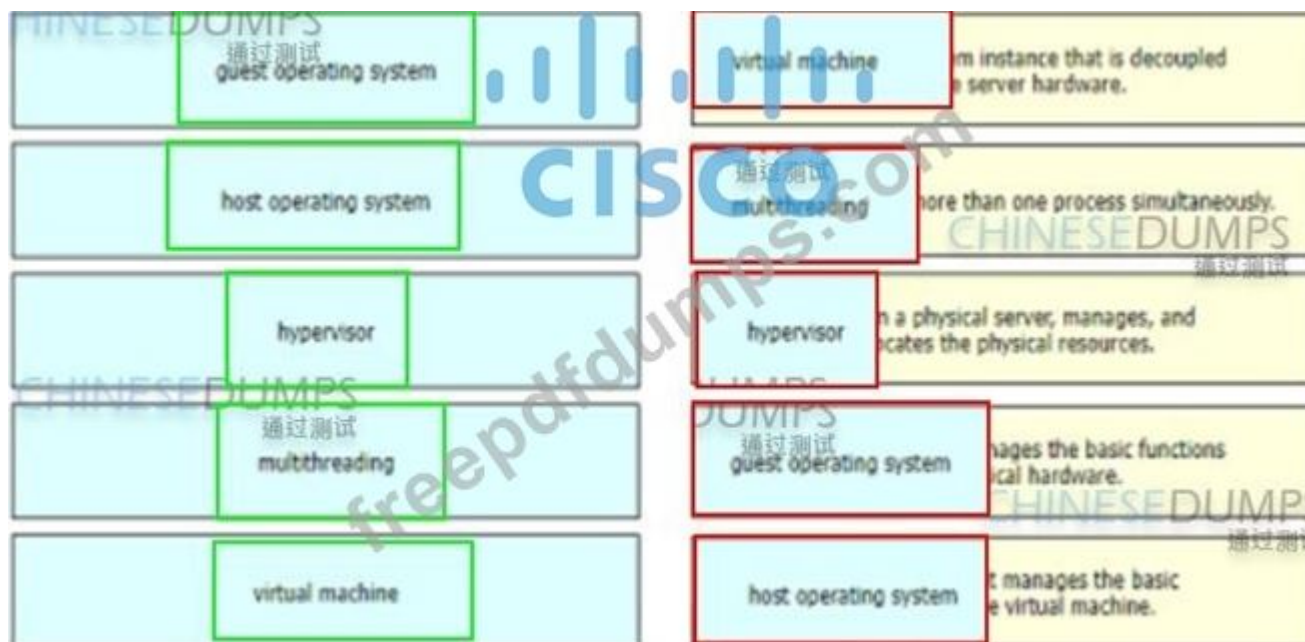 CHINESEDUMPS
通过测试
guest operating system
virtual machine
instance that is decoupled
server hardware.
CISCO
host operating system
通过测试
multithreading
more than one process simultaneously.
CHINESEDUMPS
通过测试
hypervisor
hypervisor
a physical server, manages, and
the physical resources.
CHINESEDUMPS
通过测试
multithreading
DUMPS
通过测试
guest operating system
the basic functions
hardware.
CHINESEDUMP
通过测
virtual machine
host operating system
manages the basic
virtual machine.
freepdfdumps.com